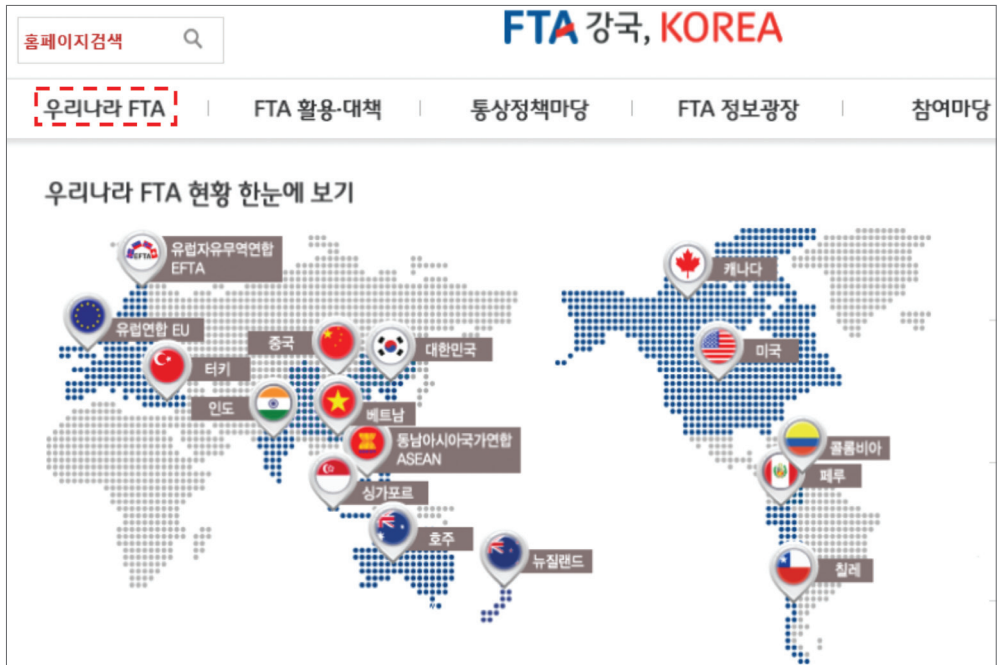 홈페이지검색
FTA 강국, KOREA
우리나라 FTA
FTA 활용·대책
통상정책마당
FTA 정보광장
참여마당
우리나라 FTA 현황 한눈에 보기
유럽자유무역연합
EFTA
EFTA
캐나다
유럽연합 EU
중국
대한민국
미국
터키
인도
베트남
동남아시아국가연합
ASEAN
콜롬비아
페루
싱가포르
호주
뉴질랜드
칠레